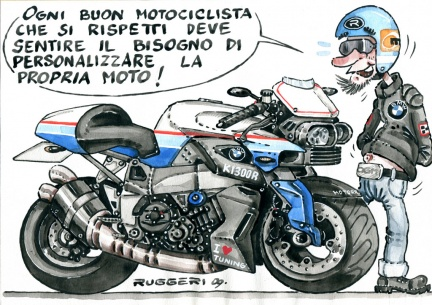 OGNI BUON MOTOCICLISTA
CHE SI RISPETTI DEVE
SENTIRE IL BISOGNO DI
PERSONALIZZARE LA
PROPRIA MOTO!
R
BMW
K1300R
I ♥
TUNING
RUGGERI 09.